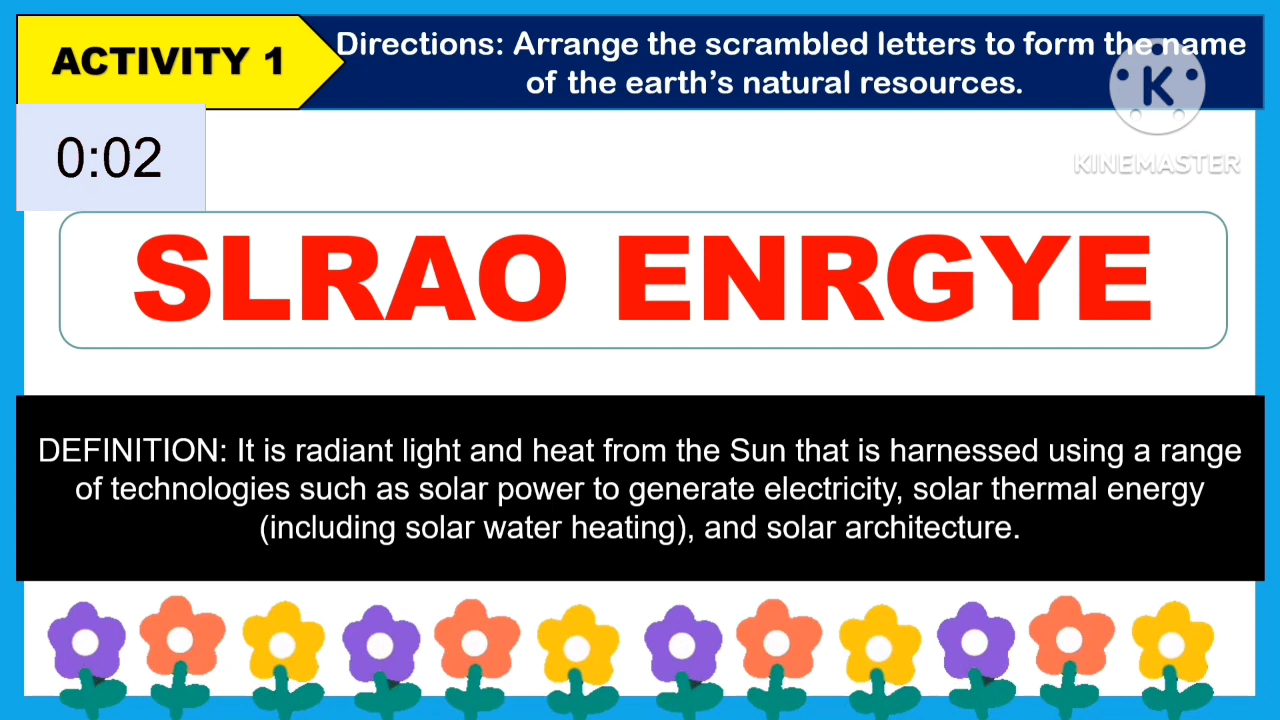 ACTIVITY 1
Directions: Arrange the scrambled letters to form the name
of the earth’s natural resources.
K
KINEMASTER
0:02
SLRAO ENRGYE
DEFINITION: It is radiant light and heat from the Sun that is harnessed using a range
of technologies such as solar power to generate electricity, solar thermal energy
(including solar water heating), and solar architecture.